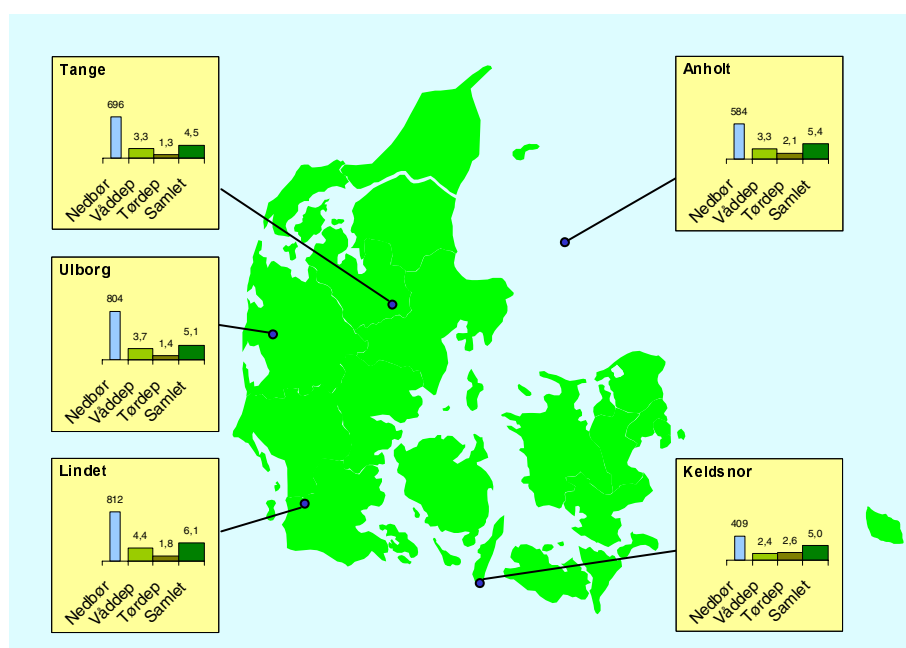 Tange
696
3,3
1,3
4,5
Nedbør
Våddep
Tørdep
Samlet
Anholt
584
3,3
2,1
5,4
Nedbør
Våddep
Tørdep
Samlet
Ulborg
804
3,7
1,4
5,1
Nedbør
Våddep
Tørdep
Samlet
Lindet
812
4,4
1,8
6,1
Nedbør
Våddep
Tørdep
Samlet
Keldsnor
409
2,4
2,6
5,0
Nedbør
Våddep
Tørdep
Samlet